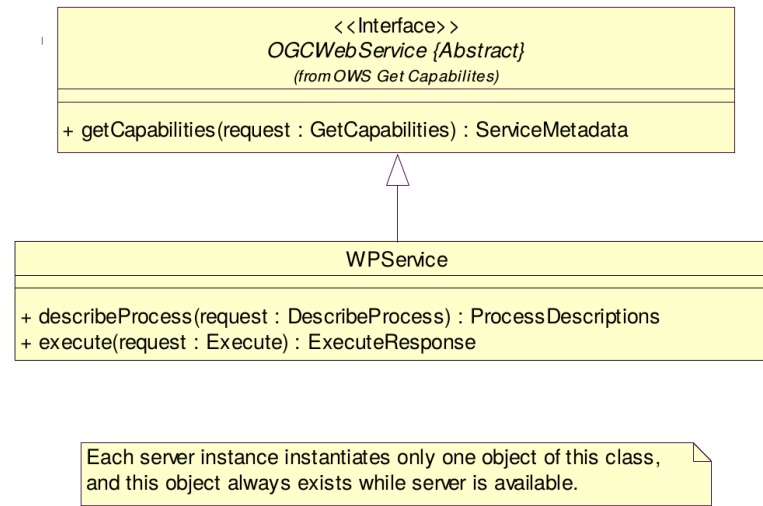 <<Interface>>
OGCWebService {Abstract}
(from OWS Get Capabilites)
+ getCapabilities(request : GetCapabilities) : ServiceMetadata
WPService
+ describeProcess(request : DescribeProcess) : ProcessDescriptions
+ execute(request : Execute) : ExecuteResponse
Each server instance instantiates only one object of this class,
and this object always exists while server is available.